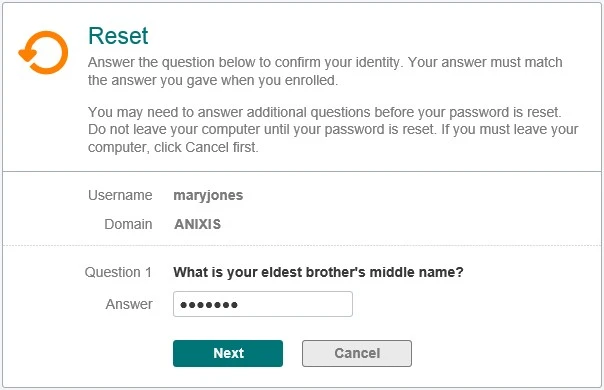 Reset
Answer the question below to confirm your identity. Your answer must match
the answer you gave when you enrolled.
You may need to answer additional questions before your password is reset.
Do not leave your computer until your password is reset. If you must leave your
computer, click Cancel first.
Username maryjones
Domain ANIXIS
Question 1 What is your eldest brother's middle name?
Answer •••••••
Next Cancel